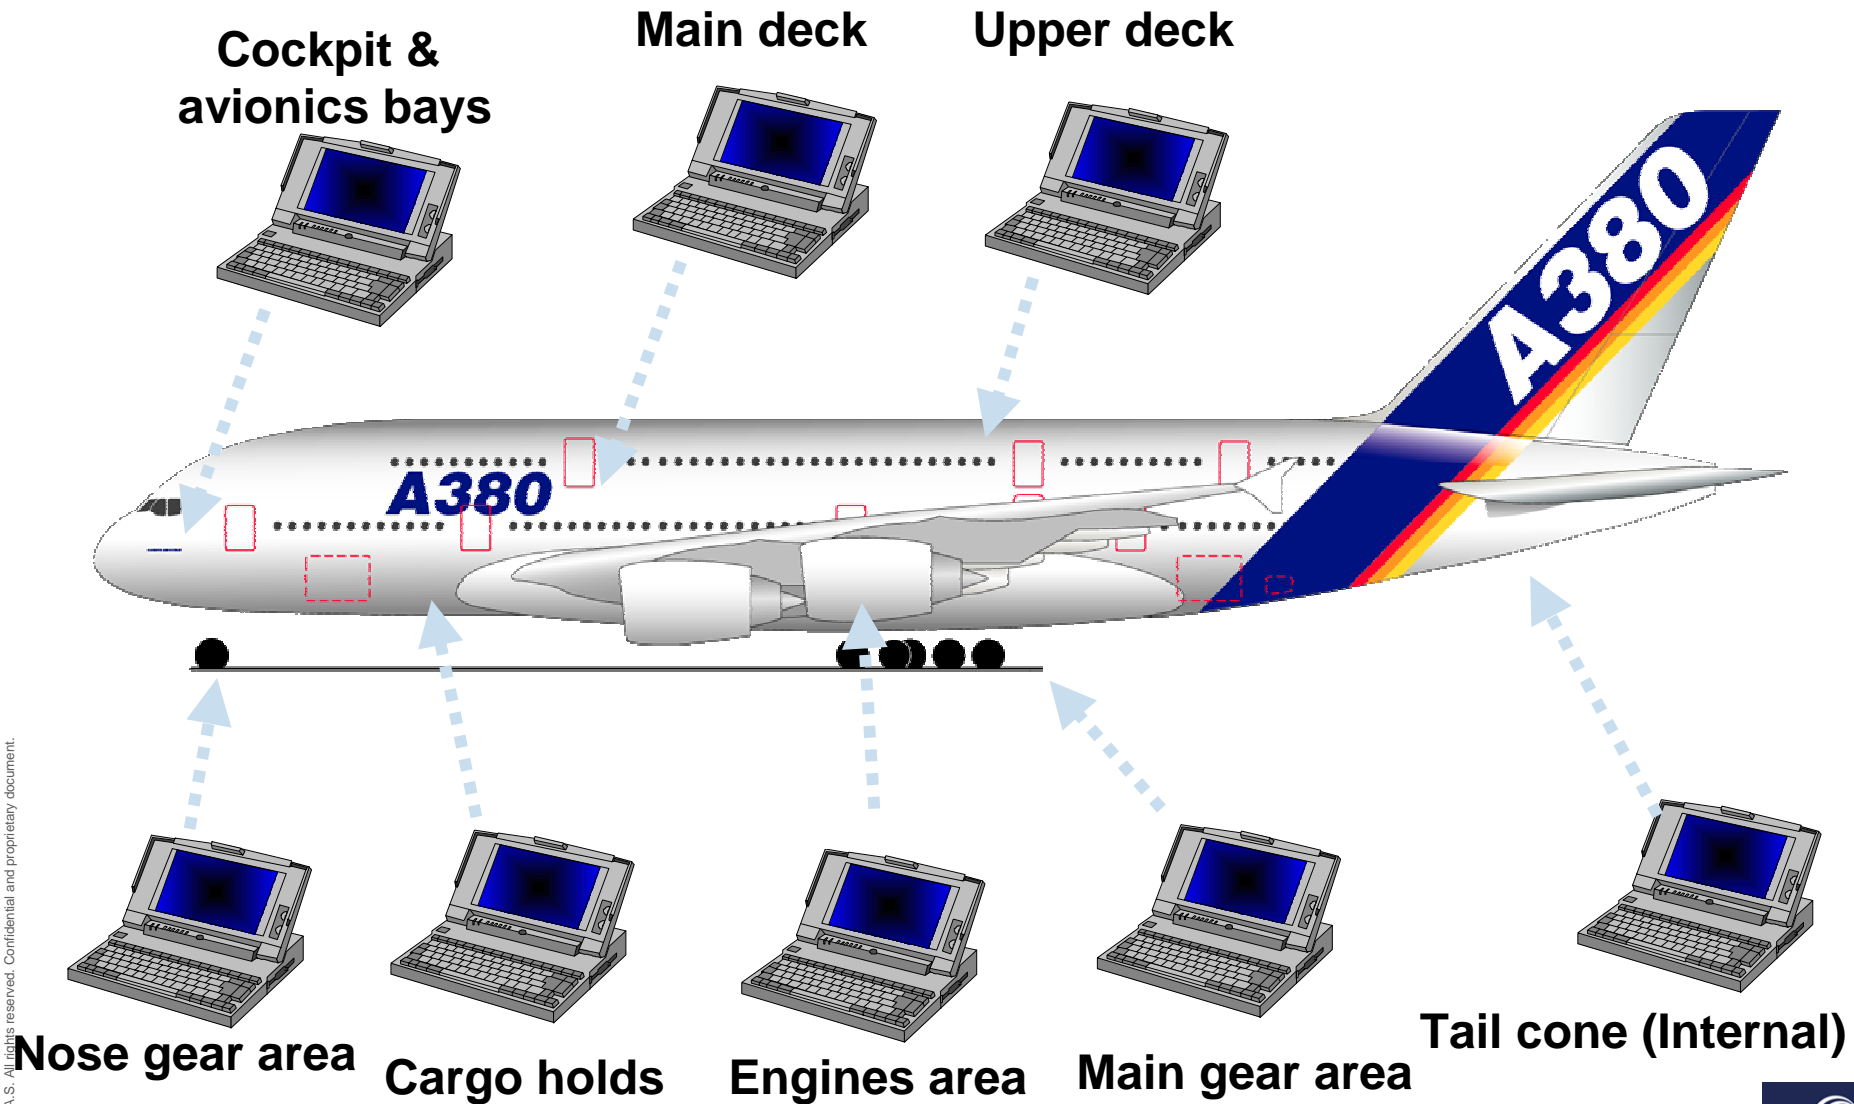 Main deck
Upper deck
Cockpit &
avionics bays
A380
A380
Nose gear area
Cargo holds
Engines area
Main gear area
Tail cone (Internal)
A.S. All rights reserved. Confidential and proprietary document.